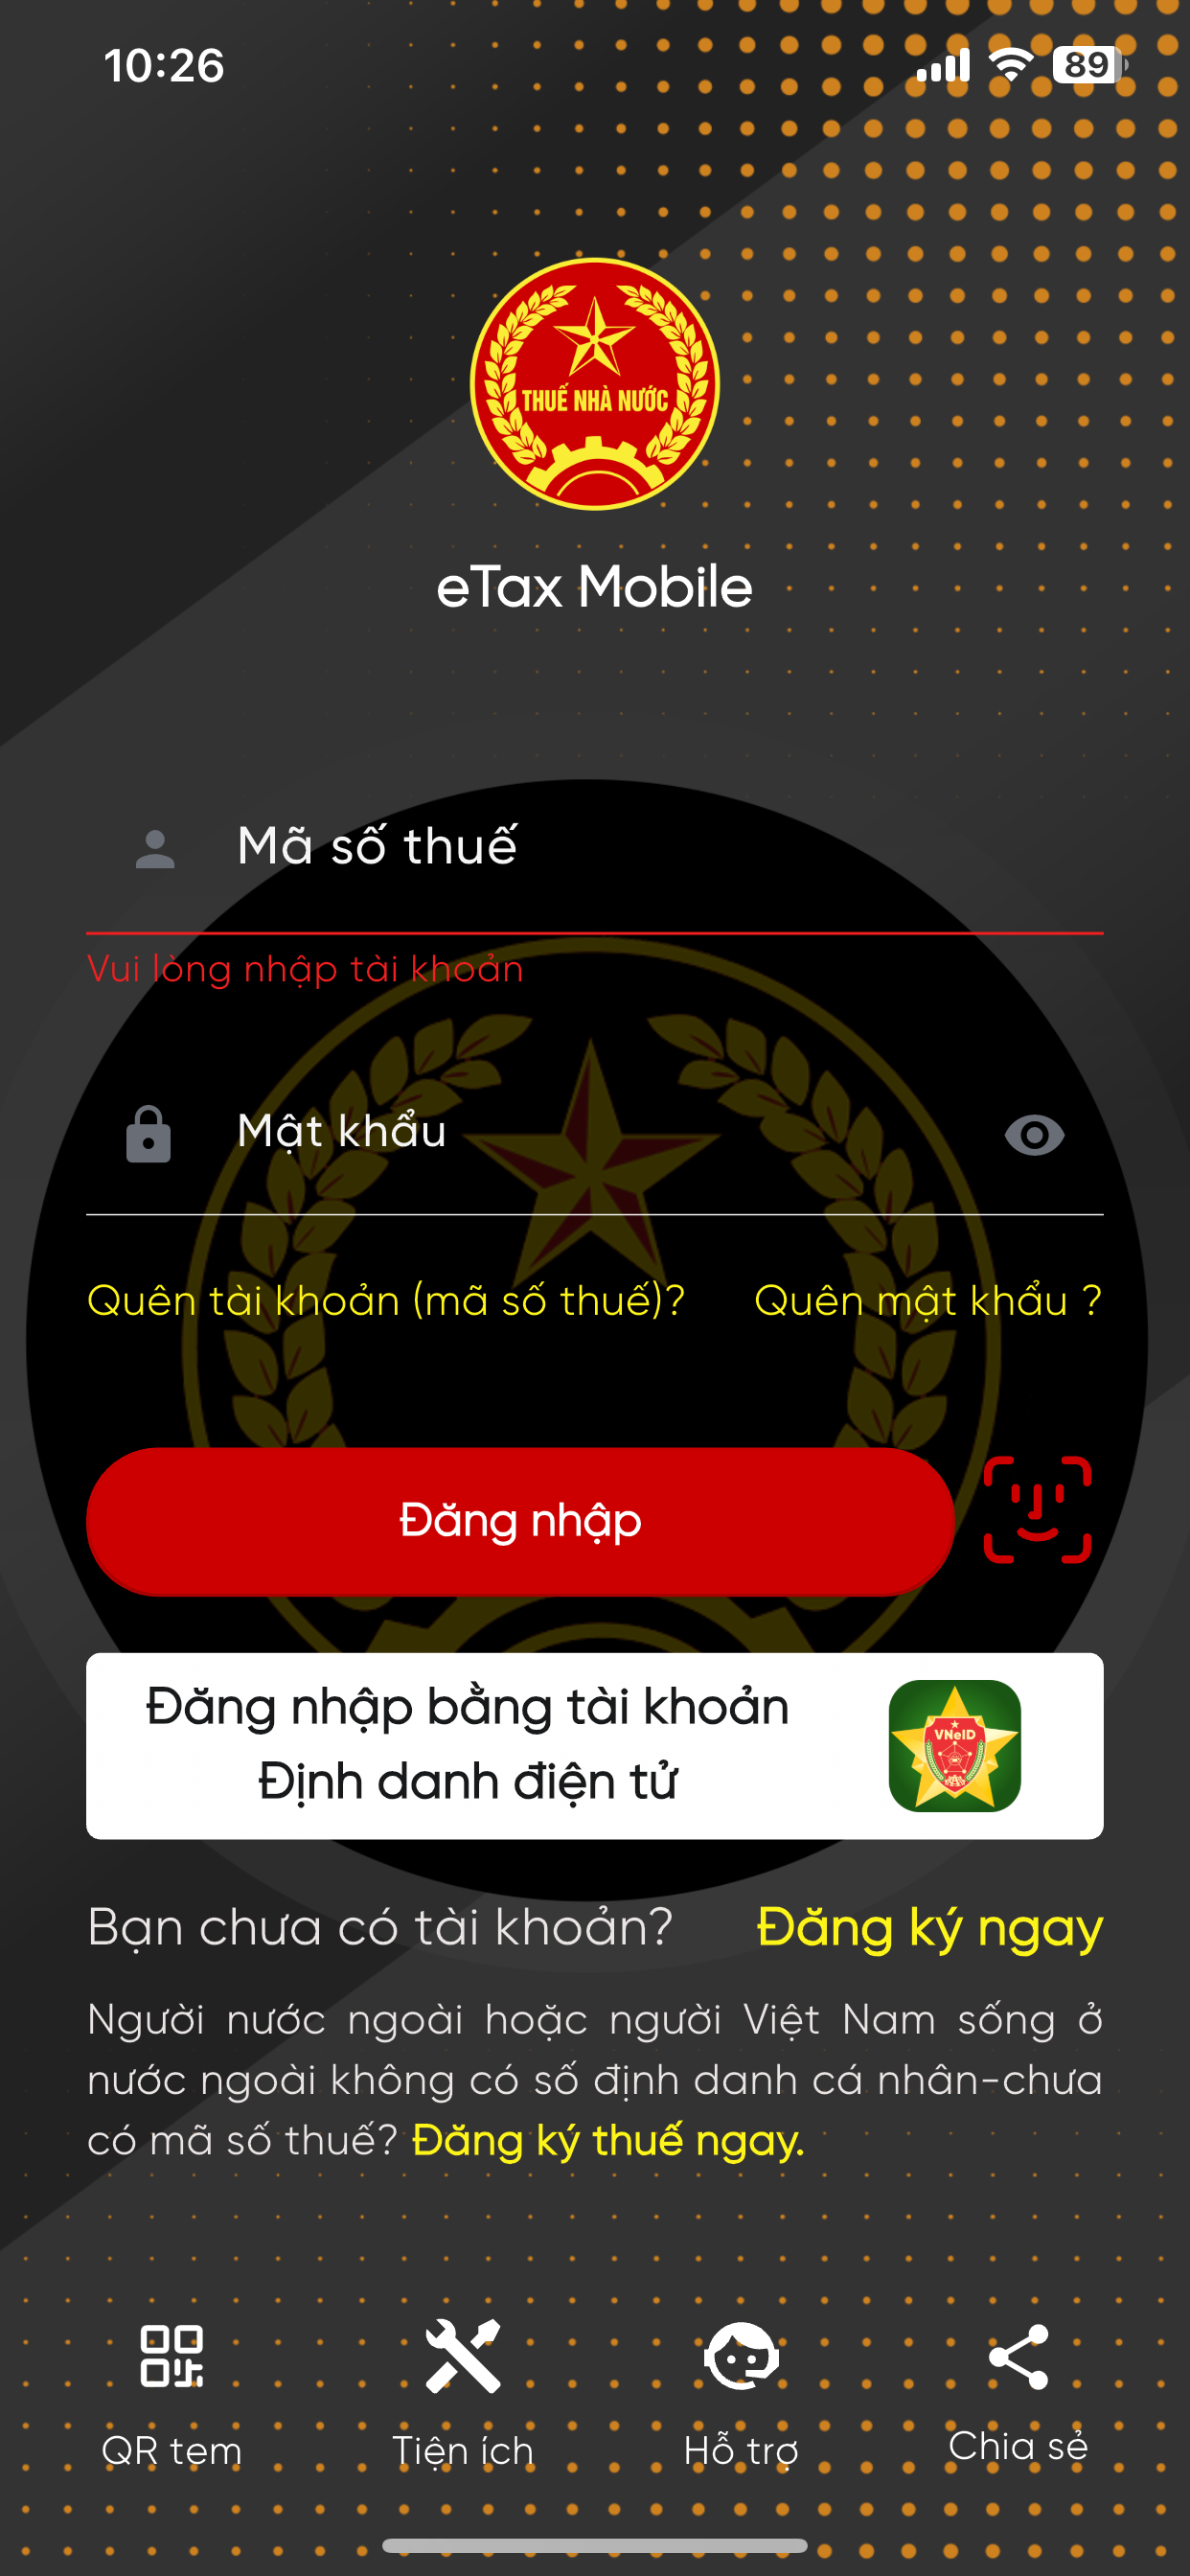 10:26
89
THUẾ NHÀ NƯỚC
eTax Mobile
Mã số thuế
Vui lòng nhập tài khoản
Mật khẩu
Quên tài khoản (mã số thuế)?
Quên mật khẩu ?
Đăng nhập
Đăng nhập bằng tài khoản
Định danh điện tử
VNeID
Bạn chưa có tài khoản?
Đăng ký ngay
Người nước ngoài hoặc người Việt Nam sống ở
nước ngoài không có số định danh cá nhân-chưa
có mã số thuế? Đăng ký thuế ngay.
QR tem
Tiện ích
Hỗ trợ
Chia sẻ